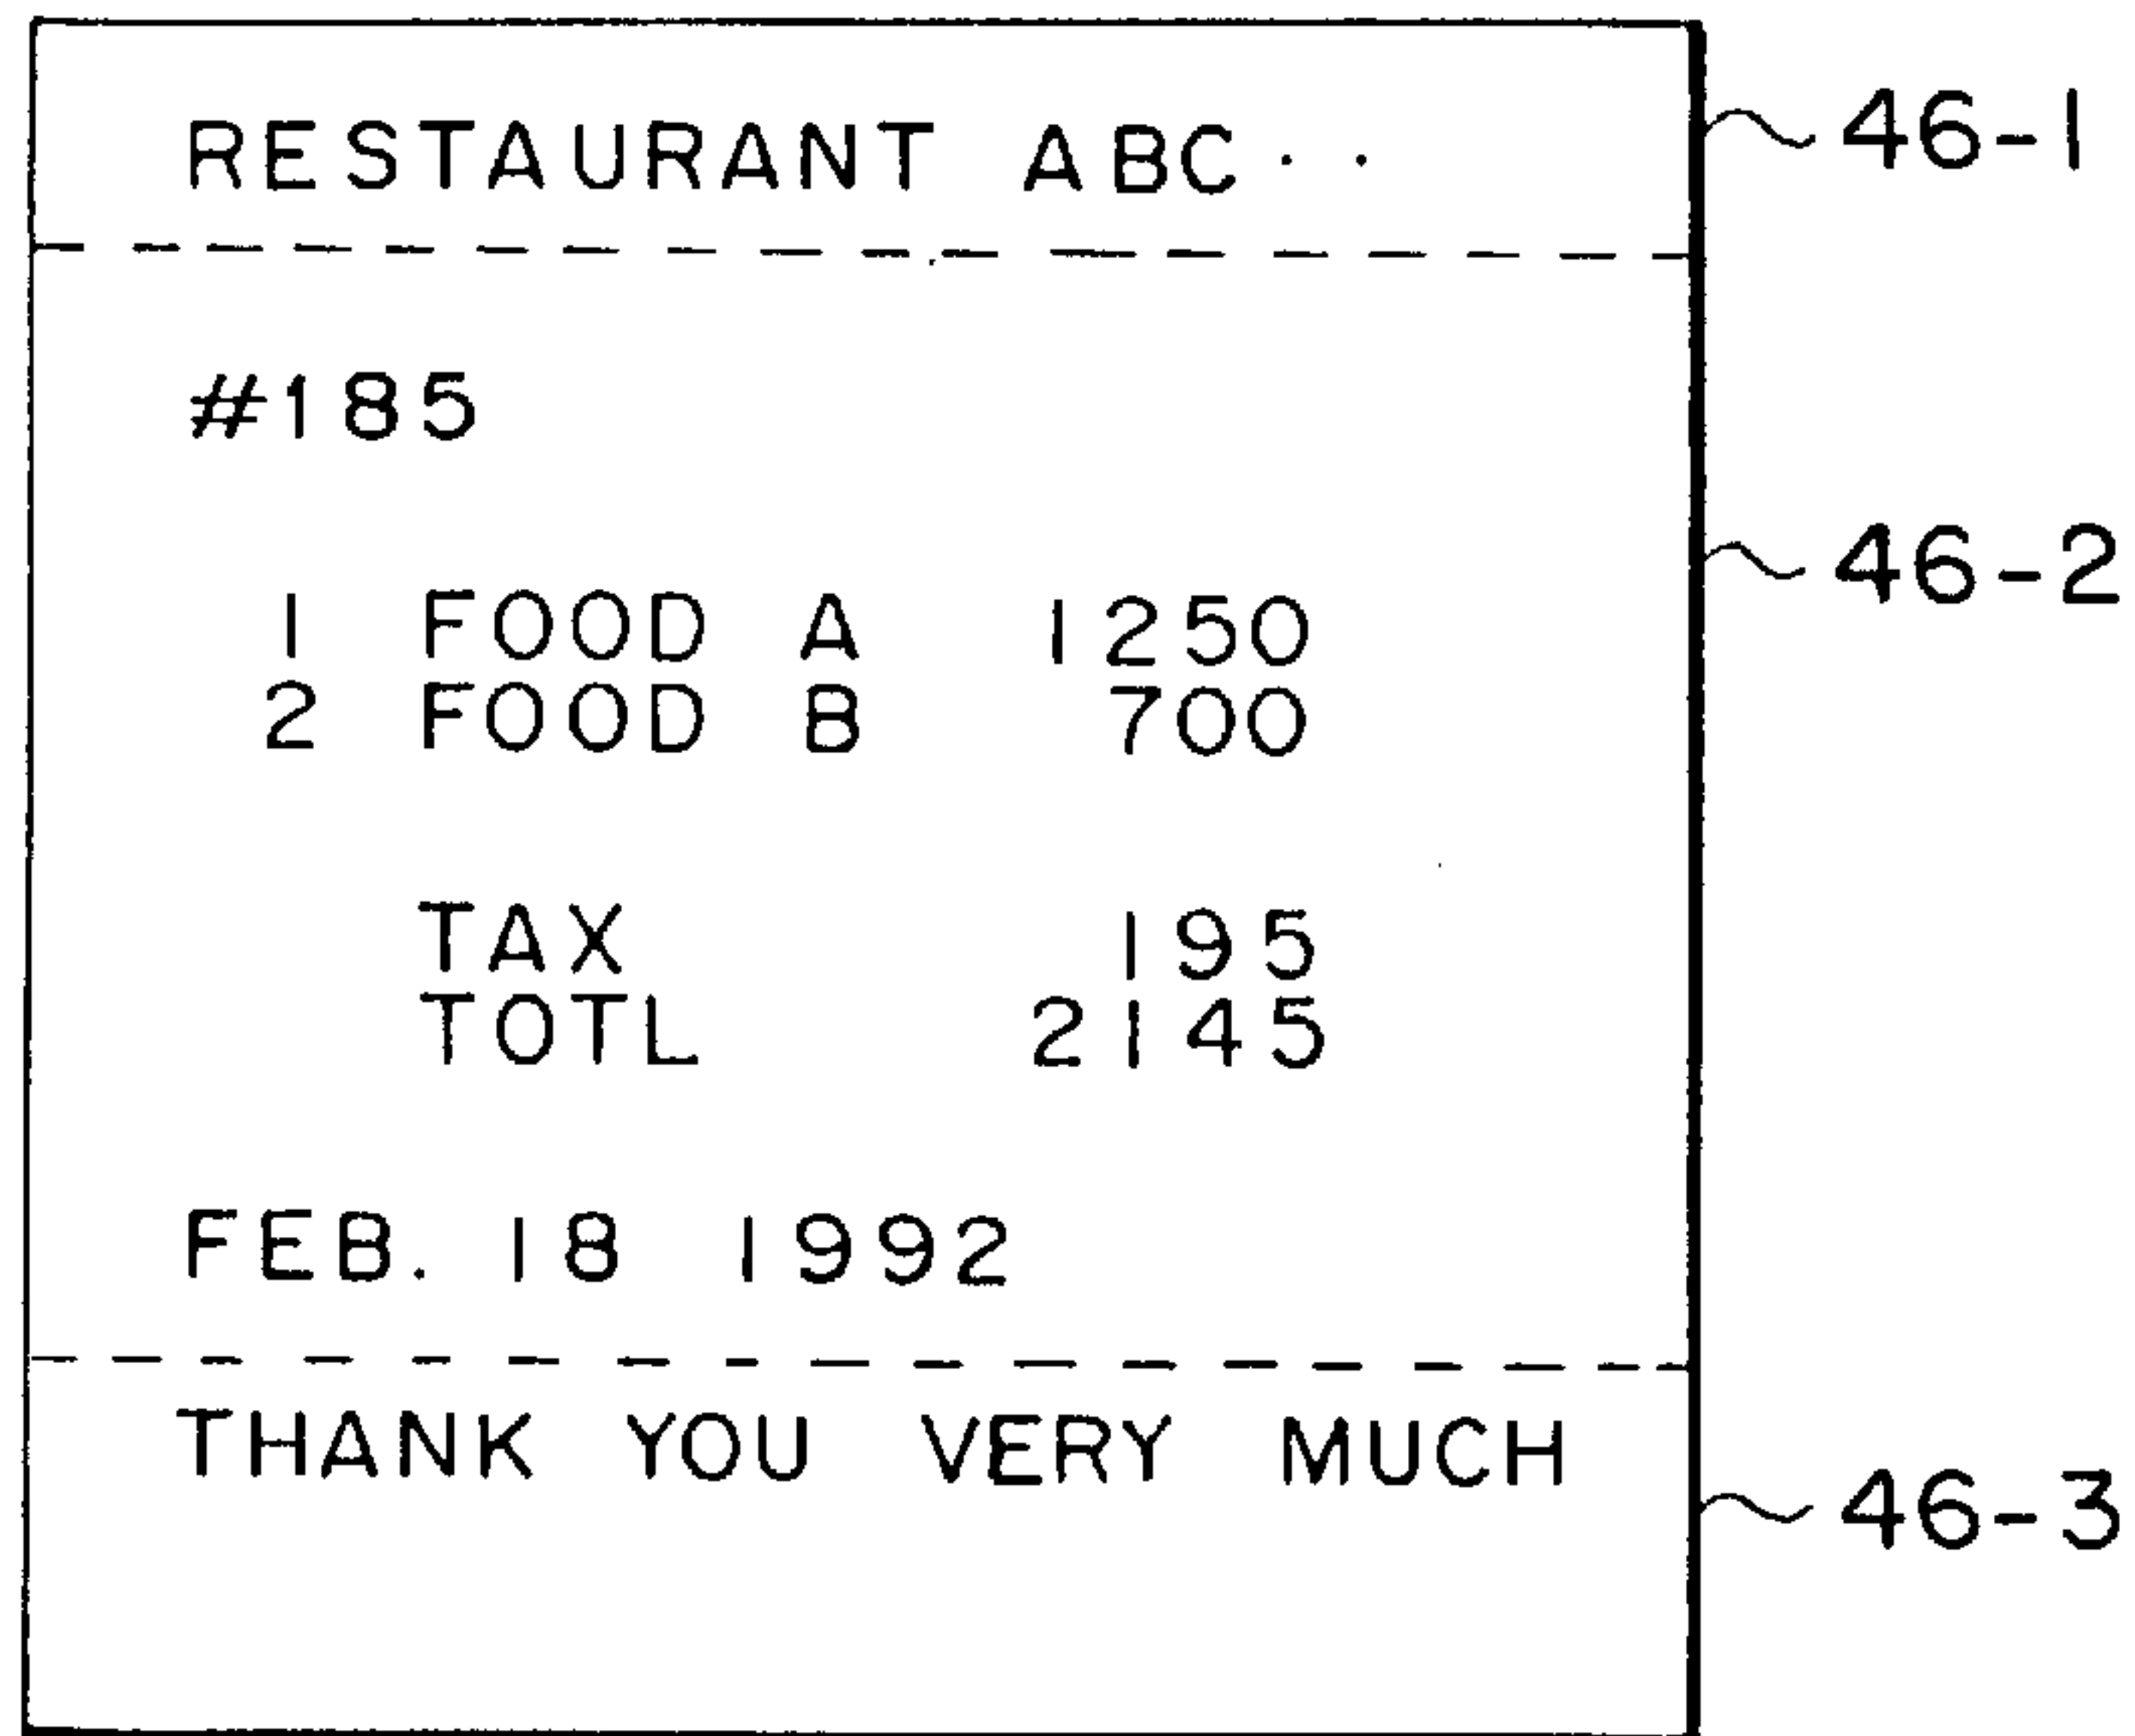 RESTAURANT ABC· ·
46-1
#185
46-2
1 FOOD A 1250
2 FOOD B 700
TAX 195
TOTL 2145
FEB. 18 1992
THANK YOU VERY MUCH
46-3